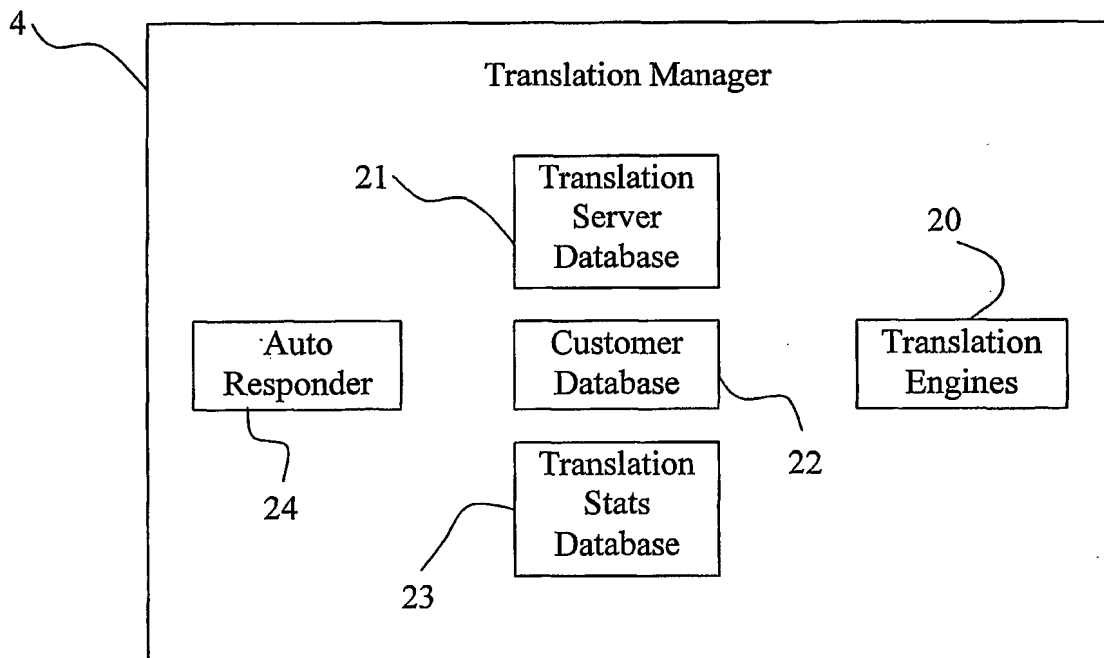 4
Translation Manager
21
Translation
Server
Database
20
Auto
Responder
Customer
Database
Translation
Engines
24
22
Translation
Stats
Database
23